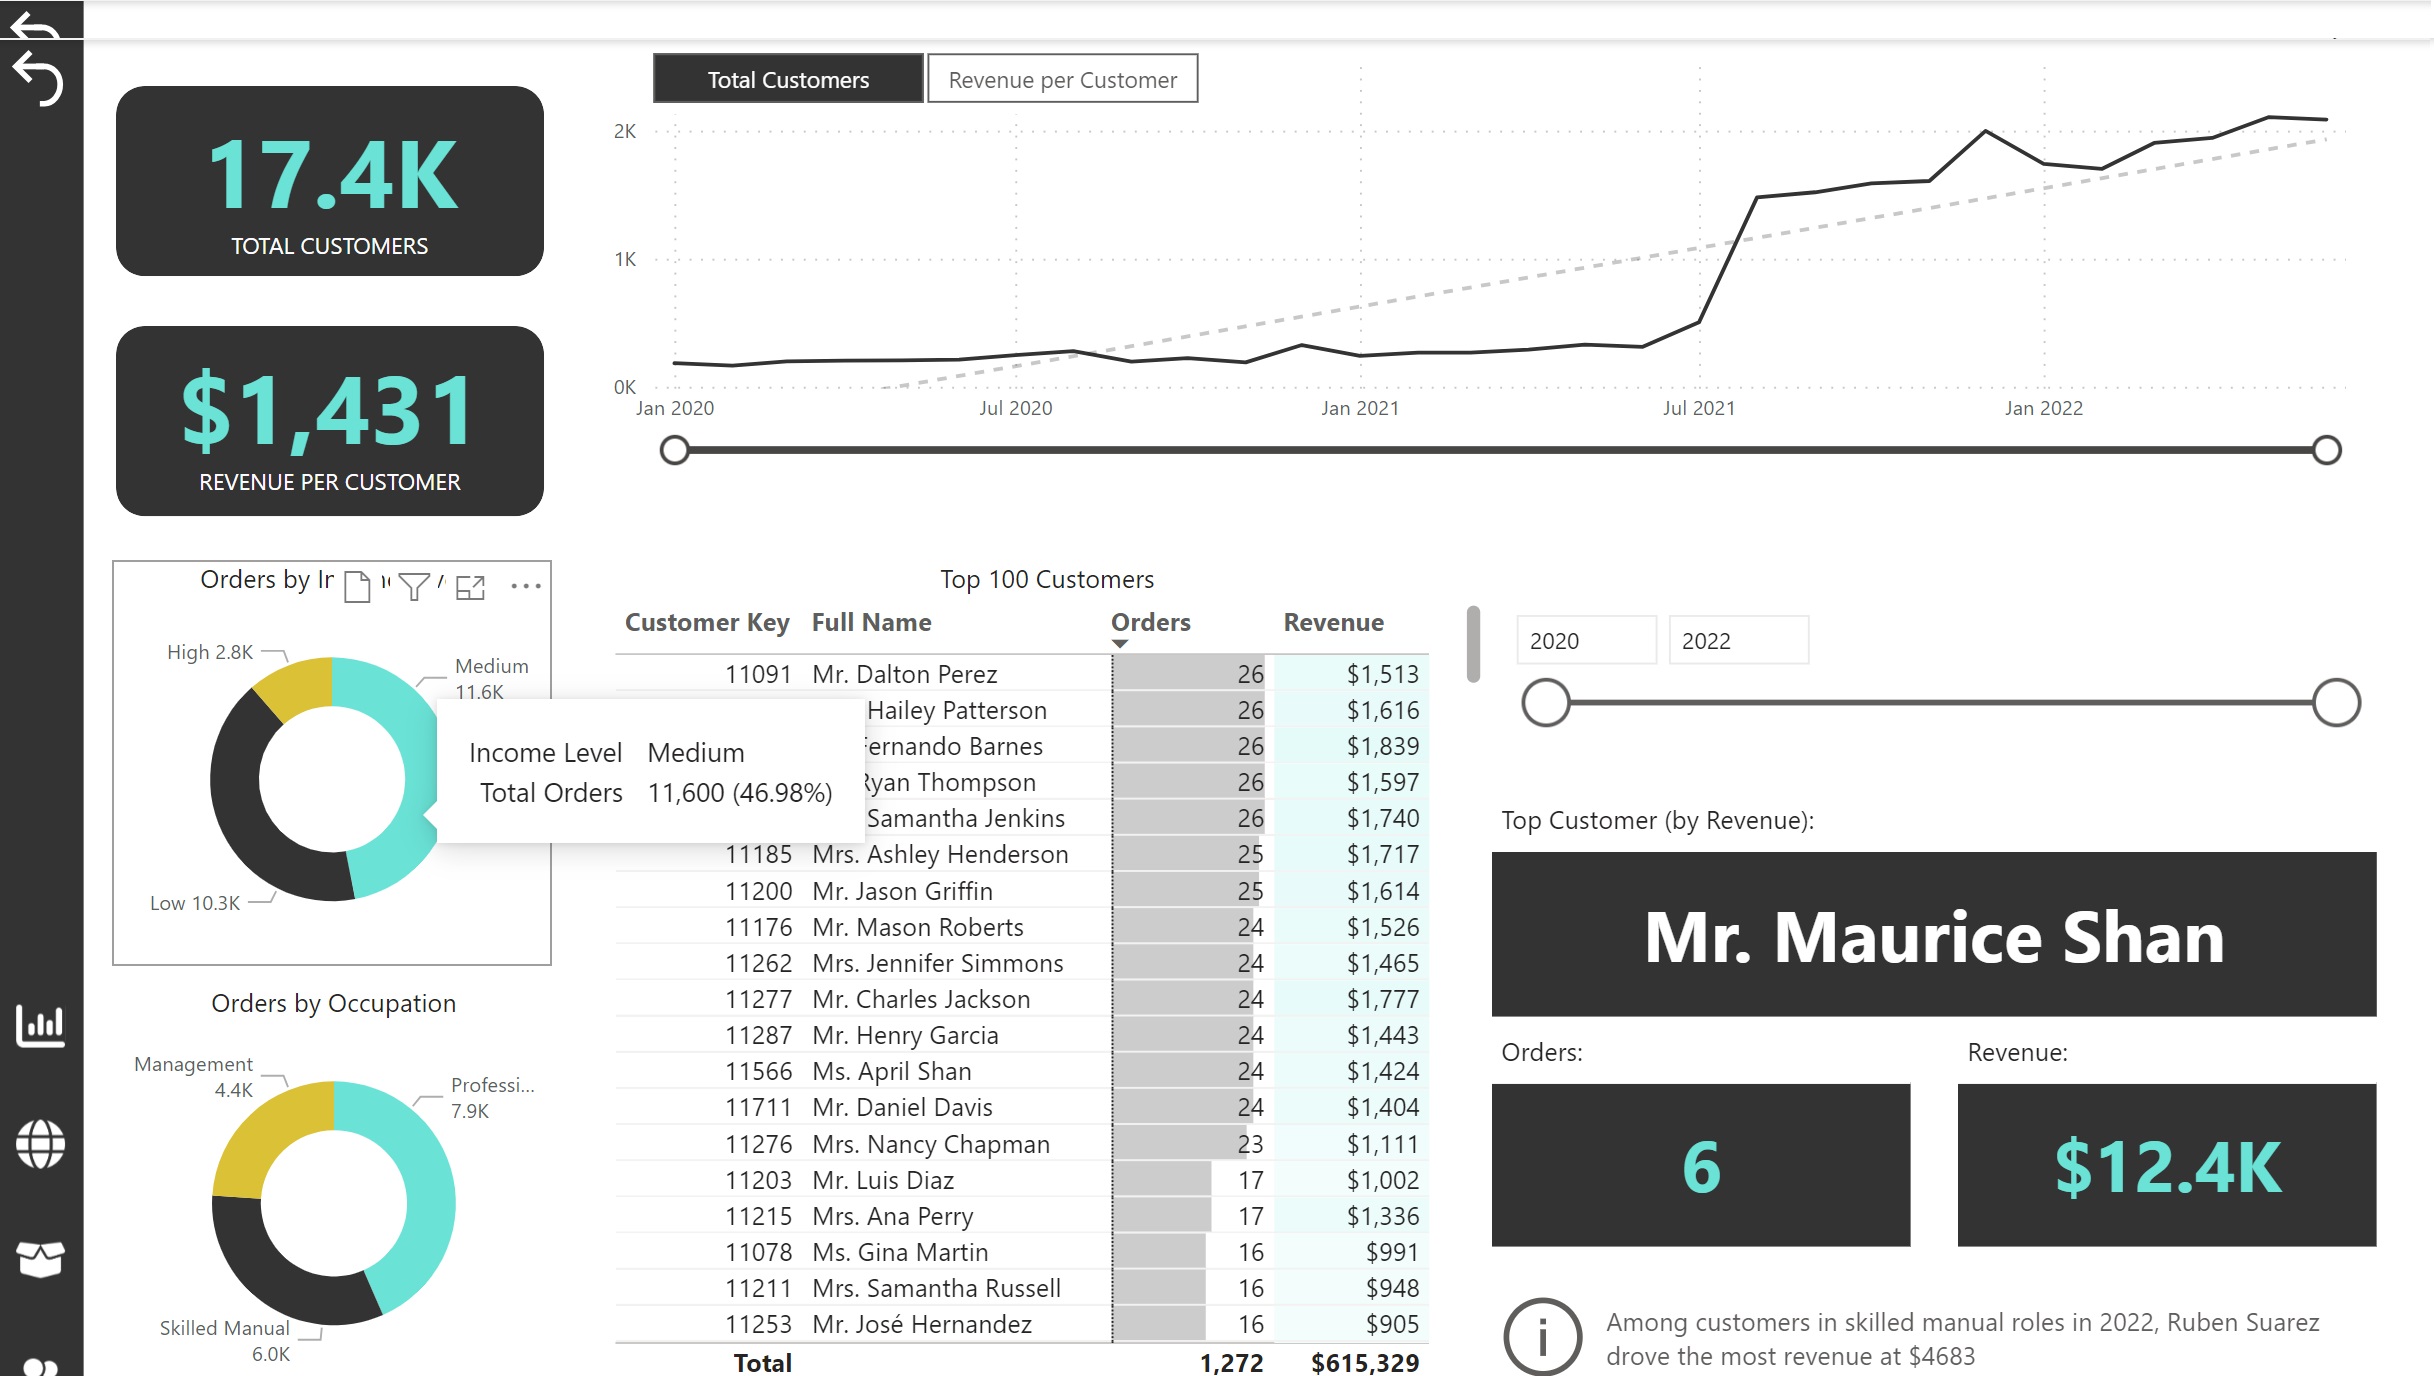 Total Customers
Revenue per Customer
17.4K
TOTAL CUSTOMERS
$1,431
REVENUE PER CUSTOMER
2K
1K
0K
Jan 2020
Jul 2020
Jan 2021
Jul 2021
Jan 2022
Orders by
High 2.8K
Medium
11.6K
Low 10.3K
Income Level Medium
Total Orders 11,600 (46.98%)
Orders by Occupation
Management
4.4K
Professi...
7.9K
Skilled Manual
6.0K
Top 100 Customers
Customer Key Full Name Orders Revenue
11091 Mr. Dalton Perez 26 $1,513
Hailey Patterson 26 $1,616
Fernando Barnes 26 $1,839
Ryan Thompson 26 $1,597
Samantha Jenkins 26 $1,740
11185 Mrs. Ashley Henderson 25 $1,717
11200 Mr. Jason Griffin 25 $1,614
11176 Mr. Mason Roberts 24 $1,526
11262 Mrs. Jennifer Simmons 24 $1,465
11277 Mr. Charles Jackson 24 $1,777
11287 Mr. Henry Garcia 24 $1,443
11566 Ms. April Shan 24 $1,424
11711 Mr. Daniel Davis 24 $1,404
11276 Mrs. Nancy Chapman 23 $1,111
11203 Mr. Luis Diaz 17 $1,002
11215 Mrs. Ana Perry 17 $1,336
11078 Ms. Gina Martin 16 $991
11211 Mrs. Samantha Russell 16 $948
11253 Mr. José Hernandez 16 $905
Total 1,272 $615,329
2020
2022
Top Customer (by Revenue):
Mr. Maurice Shan
Orders:
6
Revenue:
$12.4K
Among customers in skilled manual roles in 2022, Ruben Suarez
drove the most revenue at $4683